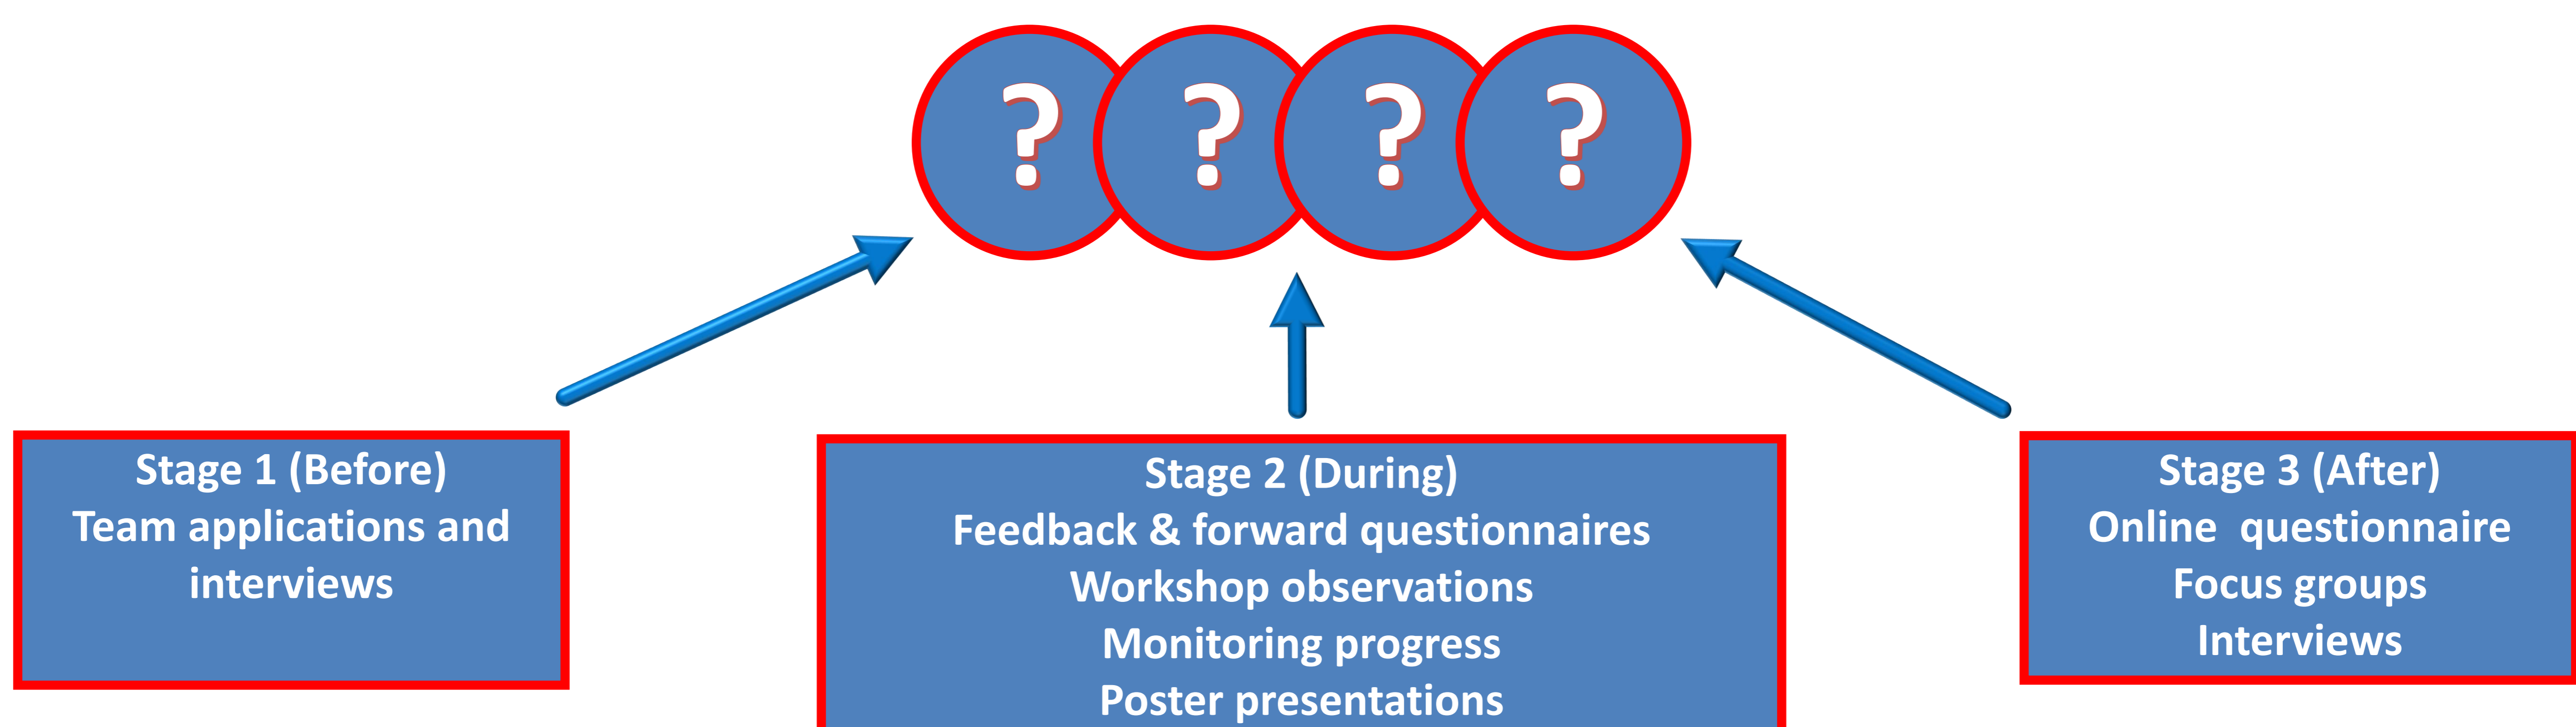 ? ? ? ?
Stage 1 (Before)
Team applications and
interviews
Stage 2 (During)
Feedback & forward questionnaires
Workshop observations
Monitoring progress
Poster presentations
Stage 3 (After)
Online  questionnaire
Focus groups
Interviews